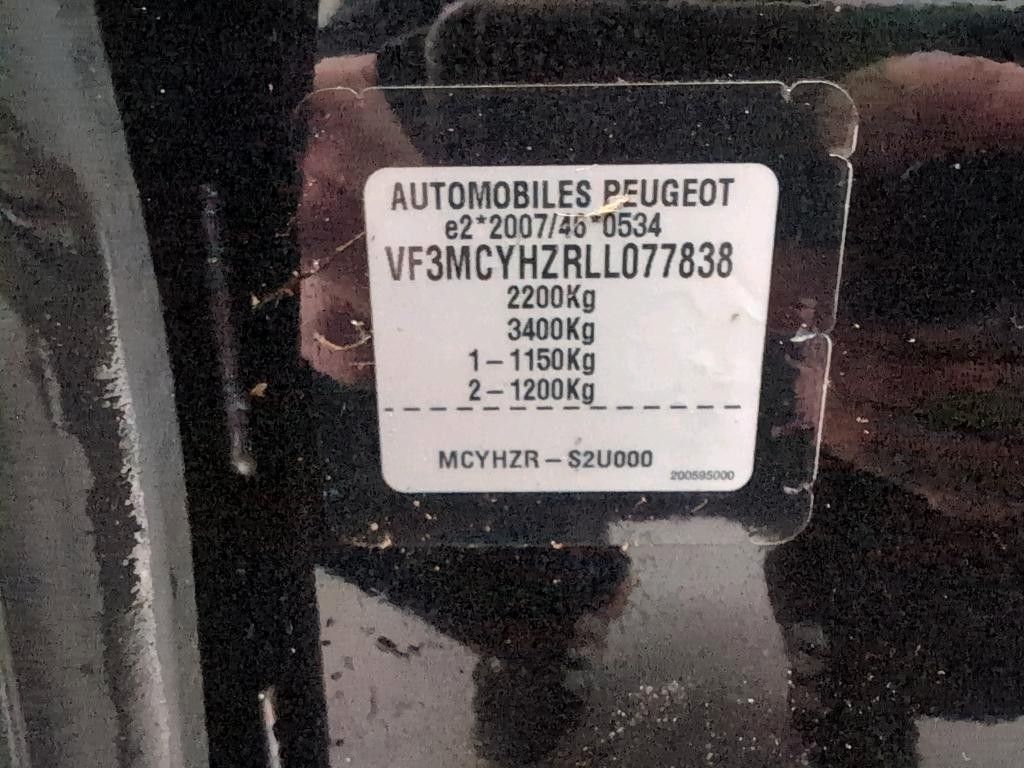 AUTOMOBILES PEUGEOT
e2*2007/46*0534
VF3MCYHZRLL077838
2200Kg
3400Kg
1-1150Kg
2-1200Kg
MCYHZR-S2U000
200595000